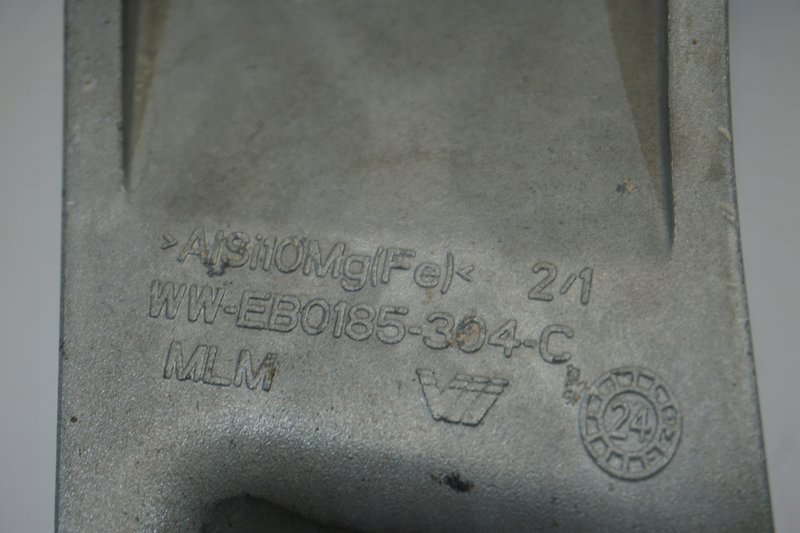 >AlSi10Mg(Fe)< 2/1
WW-EB0185-304-C
MLM
24